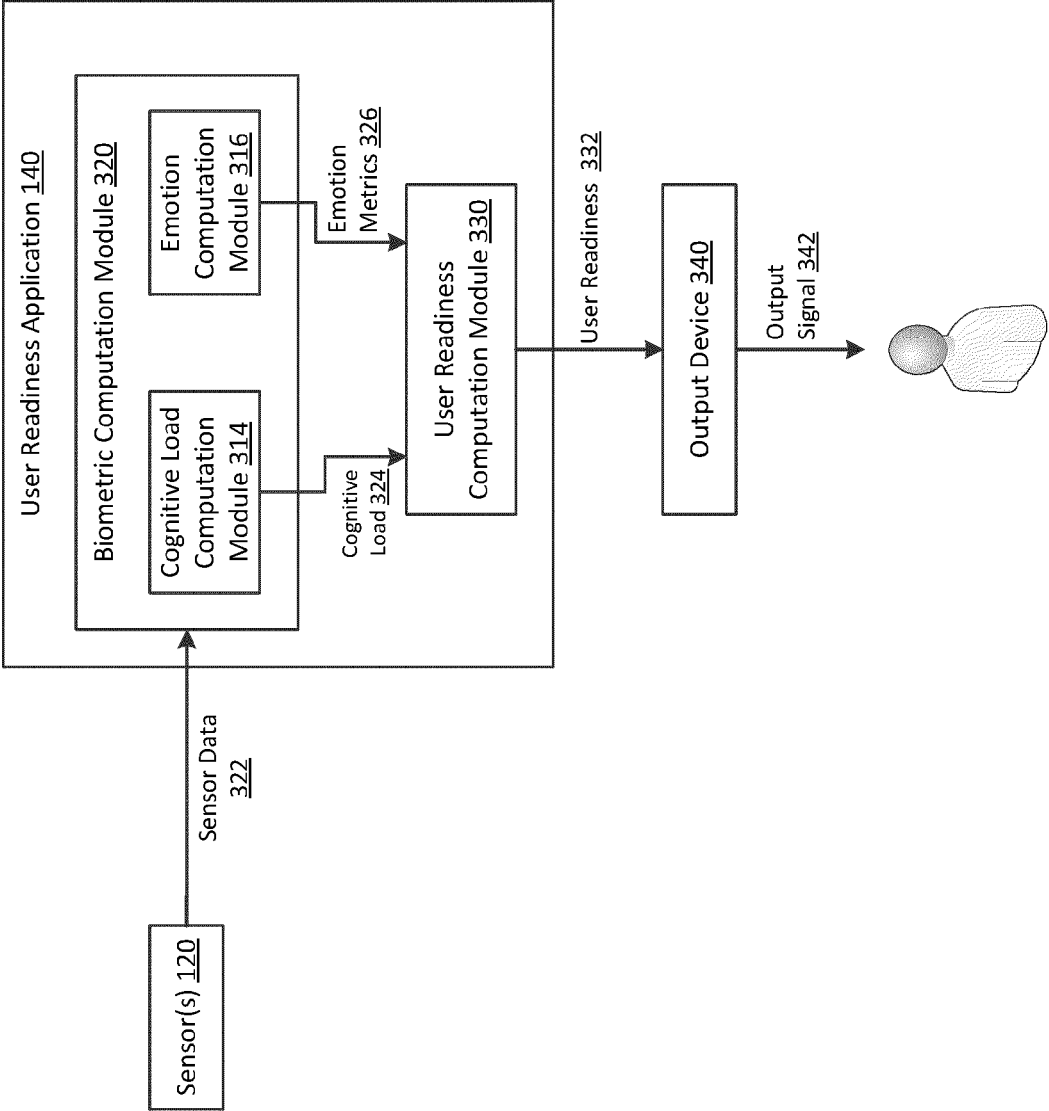 User Readiness Application 140
Biometric Computation Module 320
Cognitive Load
Computation
Module 314
Emotion
Computation
Module 316
Sensor(s) 120
Sensor Data
322
Cognitive
Load 324
Emotion
Metrics 326
User Readiness
Computation Module 330
User Readiness 332
Output Device 340
Output
Signal 342